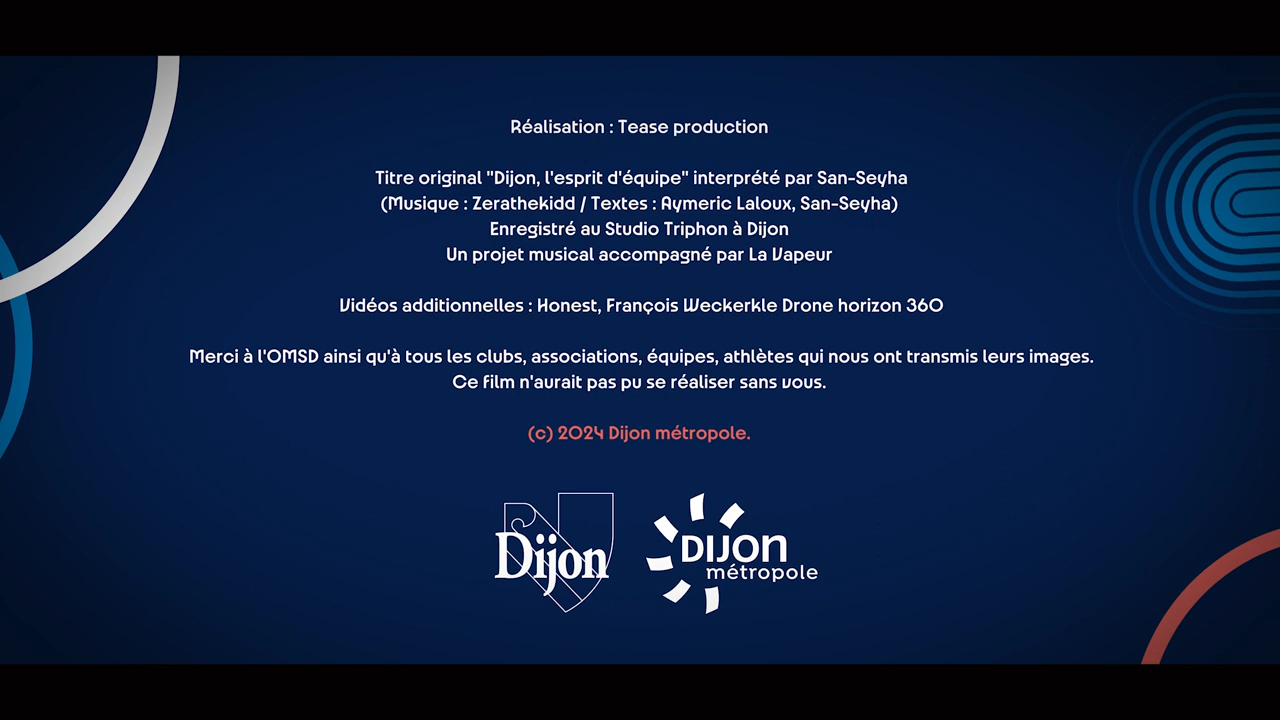 Réalisation : Tease production
Titre original "Dijon, l'esprit d'équipe" interprété par San-Seyha
(Musique : Zerathekidd / Textes : Aymeric Laloux, San-Seyha)
Enregistré au Studio Triphon à Dijon
Un projet musical accompagné par La Vapeur
Vidéos additionnelles : Honest, François Weckerkle Drone horizon 360
Merci à l'OMSD ainsi qu'à tous les clubs, associations, équipes, athlètes qui nous ont transmis leurs images.
Ce film n'aurait pas pu se réaliser sans vous.
(c) 2024 Dijon métropole.
Dijon
DIJON
métropole